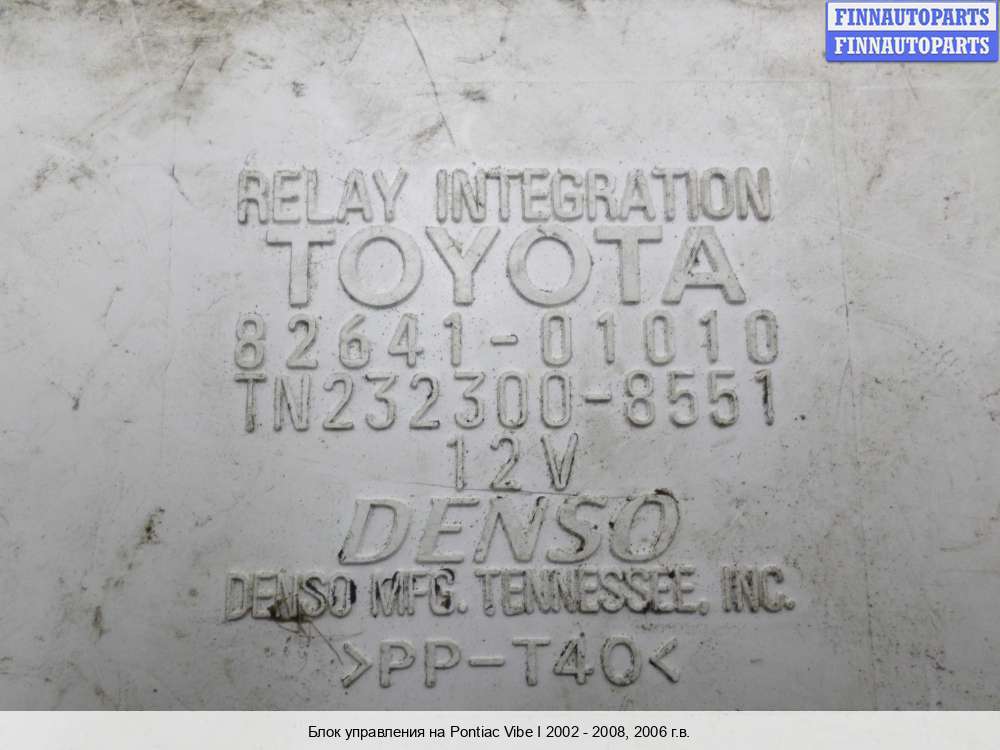 FINNAUTOPARTS
FINNAUTOPARTS
RELAY INTEGRATION
TOYOTA
82641-01010
TN232300-8551
12V
DENSO
DENSO MFG. TENNESSEE, INC.
>PP-T40<
Блок управления на Pontiac Vibe I 2002 - 2008, 2006 г.в.